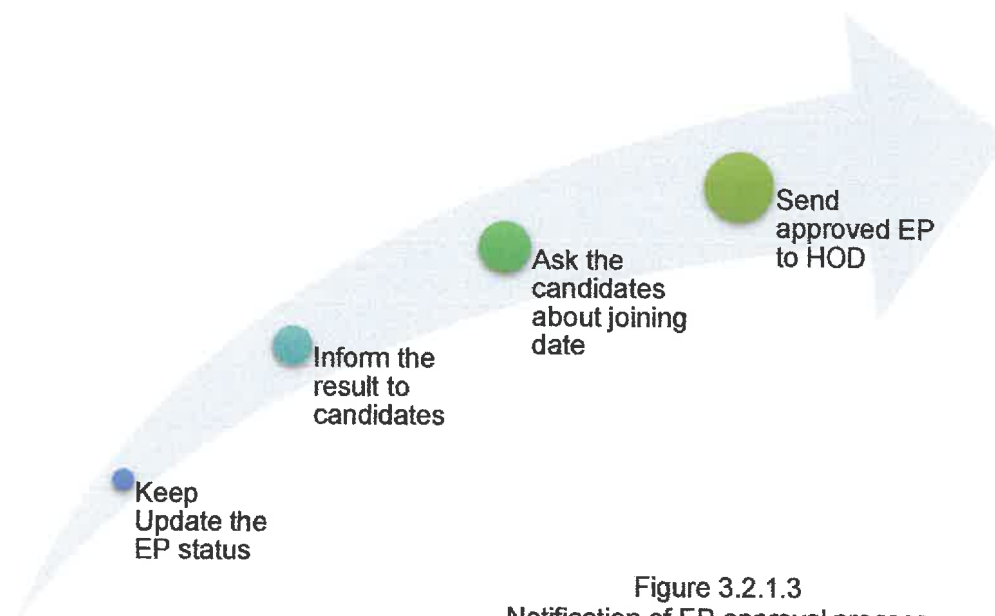 Keep
Update the
EP status
Inform the
result to
candidates
Ask the
candidates
about joining
date
Send
approved EP
to HOD
Figure 3.2.1.3
Notification of EP approval process